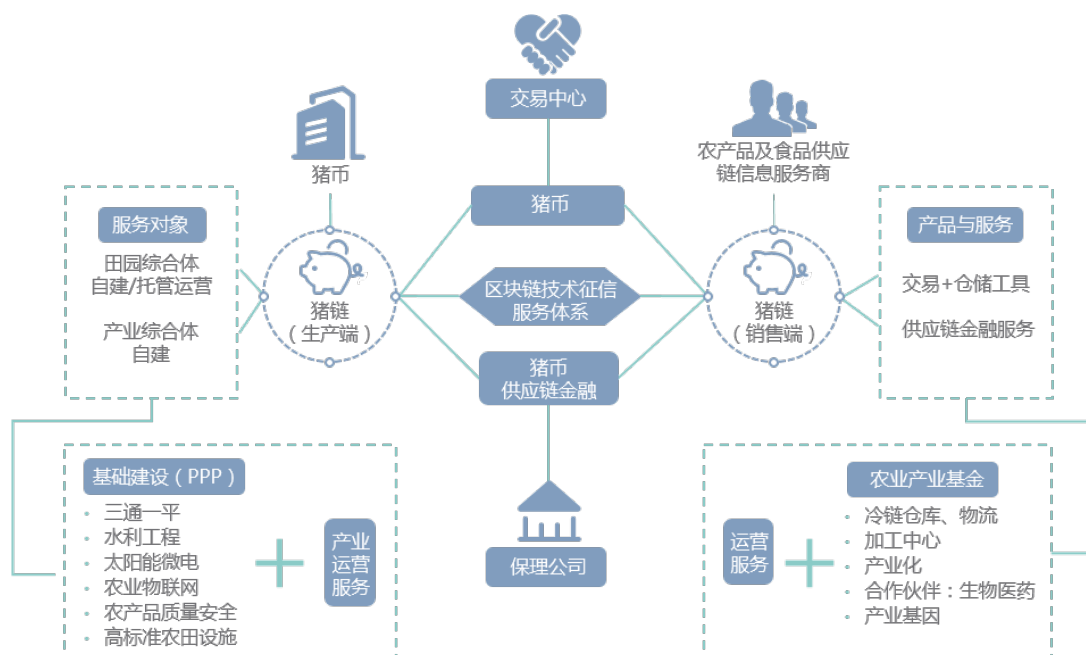 交易中心
猪币
农产品及食品供应
链信息服务商
猪币
服务对象
田园综合体
自建/托管运营
产业综合体
自建
猪链
（生产端）
区块链技术征信
服务体系
猪链
（销售端）
产品与服务
交易+仓储工具
供应链金融服务
猪币
供应链金融
基础建设（PPP）
• 三通一平
• 水利工程
• 太阳能微电
• 农业物联网
• 农产品质量安全
• 高标准农田设施
产业
运营
服务
保理公司
运营
服务
农业产业基金
• 冷链仓库、物流
• 加工中心
• 产业化
• 合作伙伴：生物医药
• 产业基因